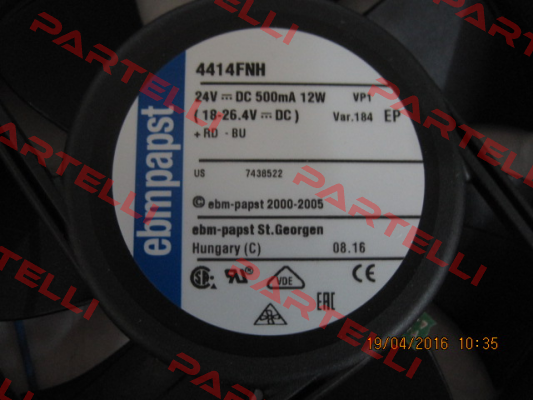 PARTELLI
ebmpapst
4414FNH
24V ⎓ DC 500mA 12W VP1
(18-26.4V ⎓ DC) Var.184 EP
+RD -BU
US 7438522
© ebm-papst 2000-2005
ebm-papst St.Georgen
Hungary (C) 08.16
VDE
EAC
CE
19/04/2016 10:35
PARTELLI
PARTELLI
PARTELLI
PARTELLI